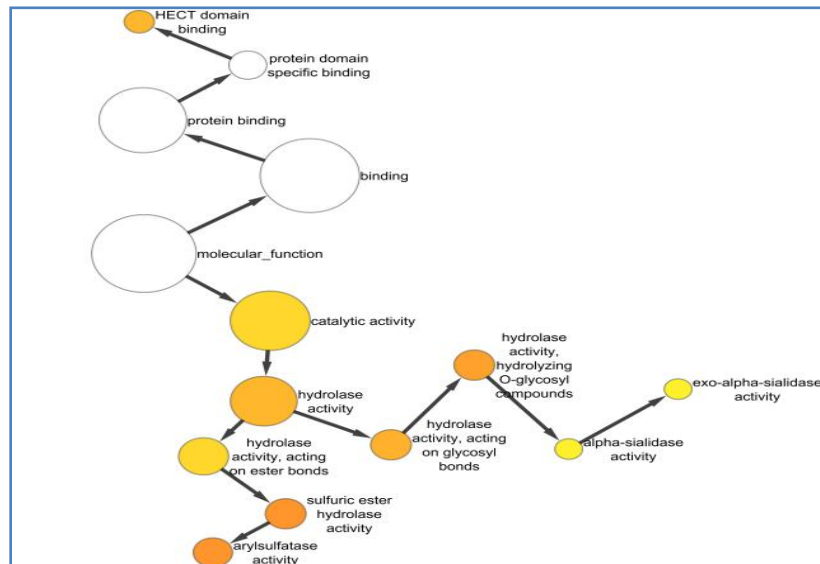 HECT domain
binding
protein domain
specific binding
protein binding
binding
molecular_function
catalytic activity
hydrolase
activity,
hydrolyzing
O-glycosyl
compounds
exo-alpha-sialidase
activity
hydrolase
activity
hydrolase
activity, acting
on glycosyl
bonds
alpha-sialidase
activity
hydrolase
activity, acting
on ester bonds
sulfuric ester
hydrolase
activity
arylsulfatase
activity